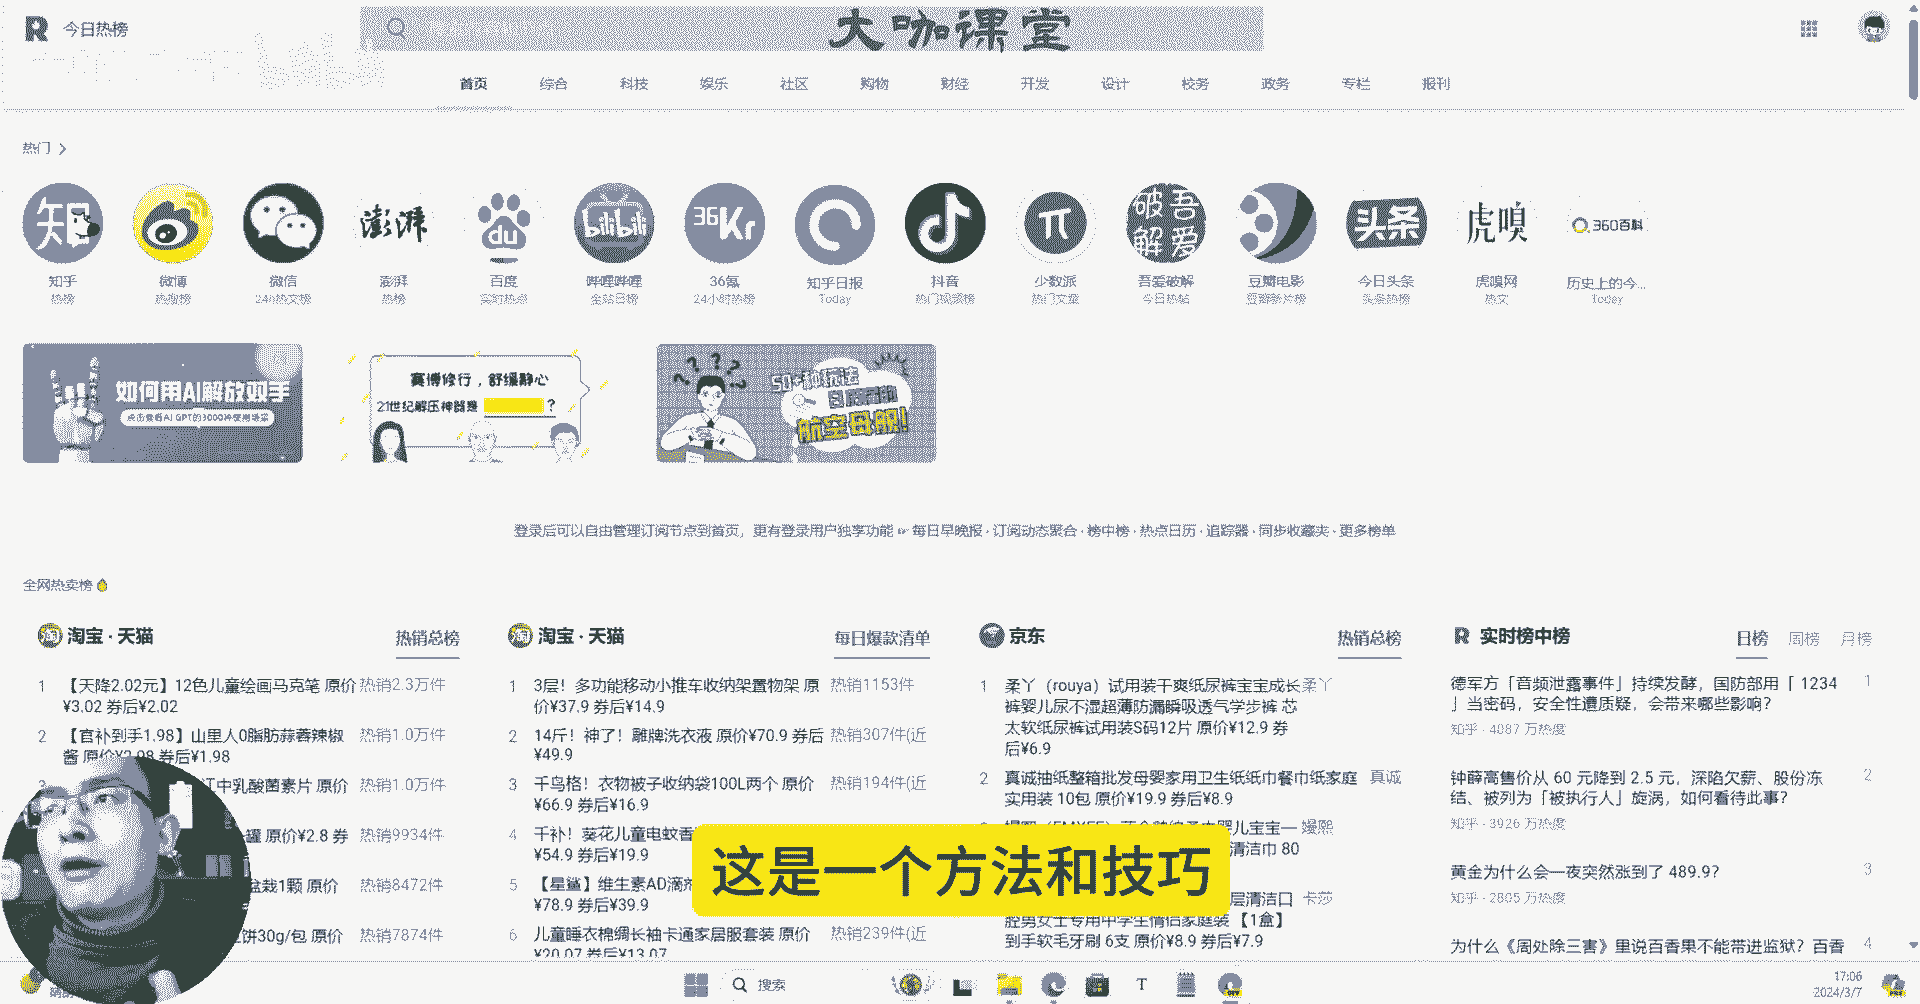 R 今日热榜
大咖课堂
bilibili
首页 综合 科技 娱乐 社区 购物 财经 开发 设计 校务 政务 专栏 报刊
热门
知 澎湃 du bilibili 36Kr 吾爱破解 头条 虎嗅 360百科
知乎 微博 微信 澎湃 百度 哔哩哔哩 36氪 知乎日报 抖音 少数派 吾爱破解 豆瓣电影 今日头条 虎嗅网 历史上的今...
热榜 热搜榜 24h热文榜 热榜 实时热点 全站日榜 24小时热榜 Today 热门视频榜 热门文章 今日热帖 豆瓣新片榜 头条热榜 热文 Today
如何用AI解放双手
点击查看AI GPT的3000种使用场景
赛博修行，舒缓静心
21世纪解压神器是 ?
50+种玩法
航空母舰!
登录后可以自由管理订阅节点到首页，更有登录用户独享功能 ☞ 每日早晚报 · 订阅动态聚合 · 榜中榜 · 热点日历 · 追踪器 · 同步收藏夹 · 更多榜单
全网热卖榜
淘宝 · 天猫 热销总榜
1 【天降2.02元】12色儿童绘画马克笔 原价 热销2.3万件
¥3.02 券后¥2.02
2 【官补到手1.98】山里人0脂肪蒜蓉辣椒 热销1.0万件
酱 原价¥2.98 券后¥1.98
江中乳酸菌素片 原价 热销1.0万件
罐 原价¥2.8 券 热销9934件
盆栽1颗 原价 热销8472件
饼30g/包 原价 热销7874件
淘宝 · 天猫 每日爆款清单
1 3层！多功能移动小推车收纳架置物架 原 热销1153件
价¥37.9 券后¥14.9
2 14斤！神了！雕牌洗衣液 原价¥70.9 券后 热销307件(近
¥49.9
3 千鸟格！衣物被子收纳袋100L两个 原价 热销194件(近
¥66.9 券后¥16.9
4 千补！葵花儿童电蚊香
¥54.9 券后¥19.9
5 【星鲨】维生素AD滴剂
¥78.9 券后¥39.9
6 儿童睡衣棉绸长袖卡通家居服套装 原价 热销239件(近
¥20.07 券后¥13.07
京东 热销总榜
1 柔丫（rouya）试用装干爽纸尿裤宝宝成长 柔丫
裤婴儿尿不湿超薄防漏瞬吸透气学步裤 芯
太软纸尿裤试用装S码12片 原价¥12.9 券
后¥6.9
2 真诚抽纸整箱批发母婴家用卫生纸纸巾餐巾纸家庭 真诚
实用装 10包 原价¥19.9 券后¥8.9
婴儿宝宝一 嫚熙
清洁巾 80
层清洁口 卡莎
腔男女士专用中学生情侣家庭装 【1盒】
到手软毛牙刷 6支 原价¥8.9 券后¥7.9
R 实时榜中榜 日榜 周榜 月榜
德军方「音频泄露事件」持续发酵，国防部用「 1234 1
」当密码，安全性遭质疑，会带来哪些影响？
知乎 · 4087 万热度
钟薛高售价从 60 元降到 2.5 元，深陷欠薪、股份冻 2
结、被列为「被执行人」旋涡，如何看待此事？
知乎 · 3926 万热度
黄金为什么会一夜突然涨到了 489.9? 3
知乎 · 2805 万热度
为什么《周处除三害》里说百香果不能带进监狱？百香 4
这是一个方法和技巧
搜索
17:06
2024/3/7